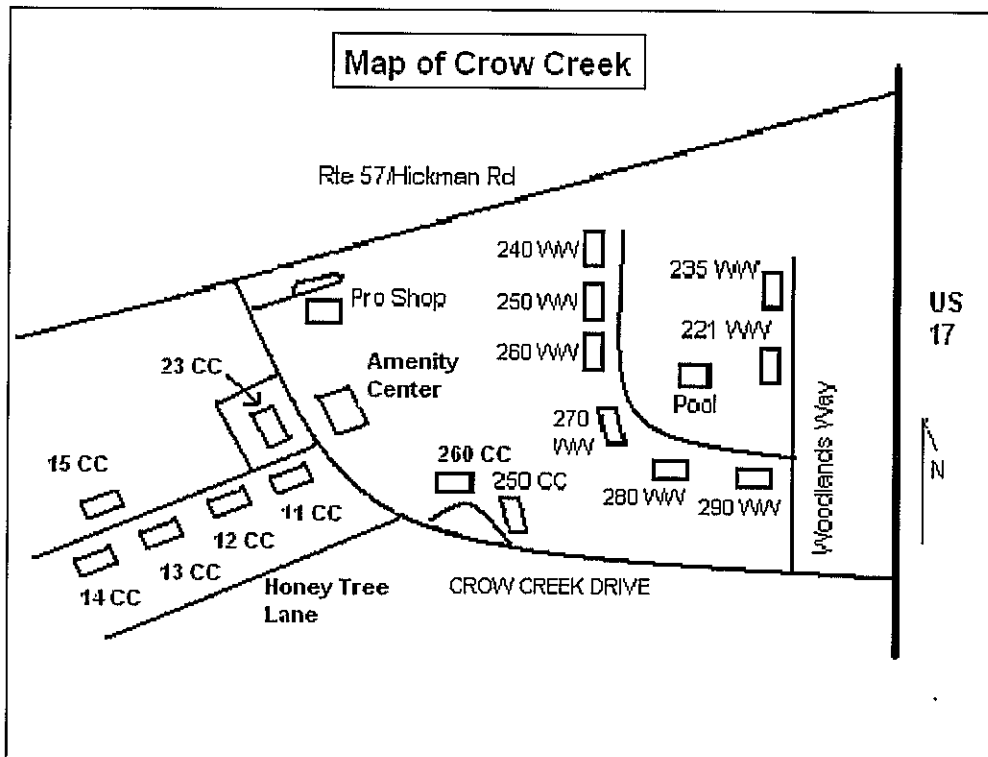 Map of Crow Creek
Rte 57/Hickman Rd
240 WW
235 WW
Pro Shop
250 WW
US
17
221 WW
260 WW
23 CC
Amenity
Center
Pool
270
WW
N
15 CC
260 CC
250 CC
280 WW
290 WW
Woodlands Way
11 CC
12 CC
13 CC
14 CC
Honey Tree
Lane
CROW CREEK DRIVE